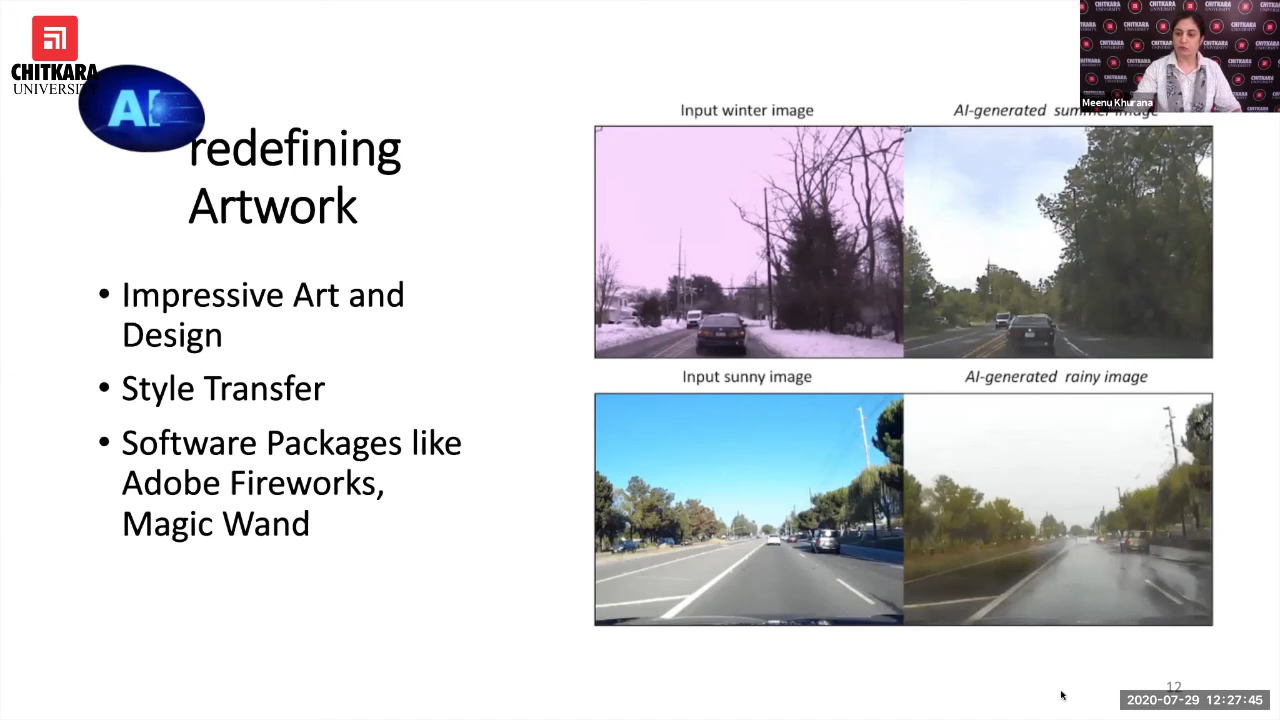 CHITKARA
UNIVERSITY
AI
redefining
Artwork
• Impressive Art and
Design
• Style Transfer
• Software Packages like
Adobe Fireworks,
Magic Wand
Input winter image
AI-generated summer image
Input sunny image
AI-generated rainy image
Meenu Khurana
CHITKARA
UNIVERSITY
12
2020-07-29 12:27:45